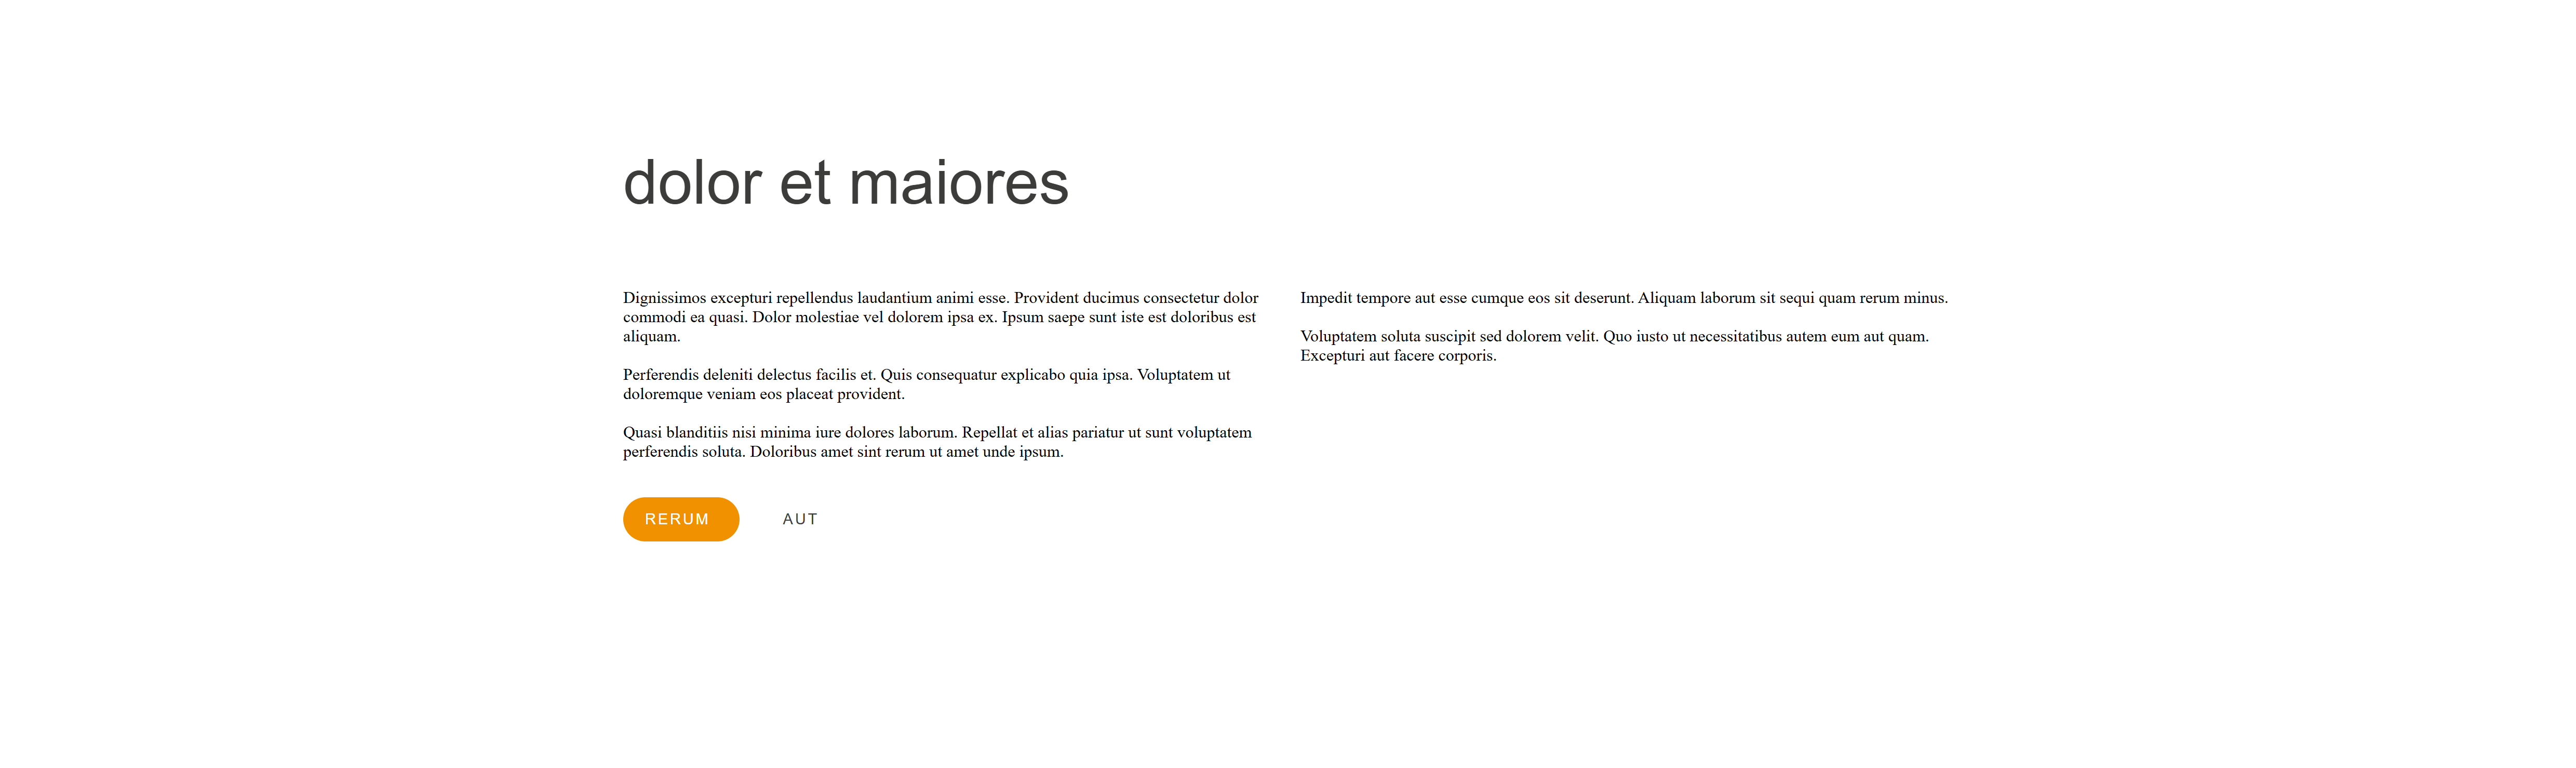 dolor et maiores
Dignissimos excepturi repellendus laudantium animi esse. Provident ducimus consectetur dolor
commodi ea quasi. Dolor molestiae vel dolorem ipsa ex. Ipsum saepe sunt iste est doloribus est
aliquam.
Perferendis deleniti delectus facilis et. Quis consequatur explicabo quia ipsa. Voluptatem ut
doloremque veniam eos placeat provident.
Quasi blanditiis nisi minima iure dolores laborum. Repellat et alias pariatur ut sunt voluptatem
perferendis soluta. Doloribus amet sint rerum ut amet unde ipsum.
Impedit tempore aut esse cumque eos sit deserunt. Aliquam laborum sit sequi quam rerum minus.
Voluptatem soluta suscipit sed dolorem velit. Quo iusto ut necessitatibus autem eum aut quam.
Excepturi aut facere corporis.
RERUM
AUT